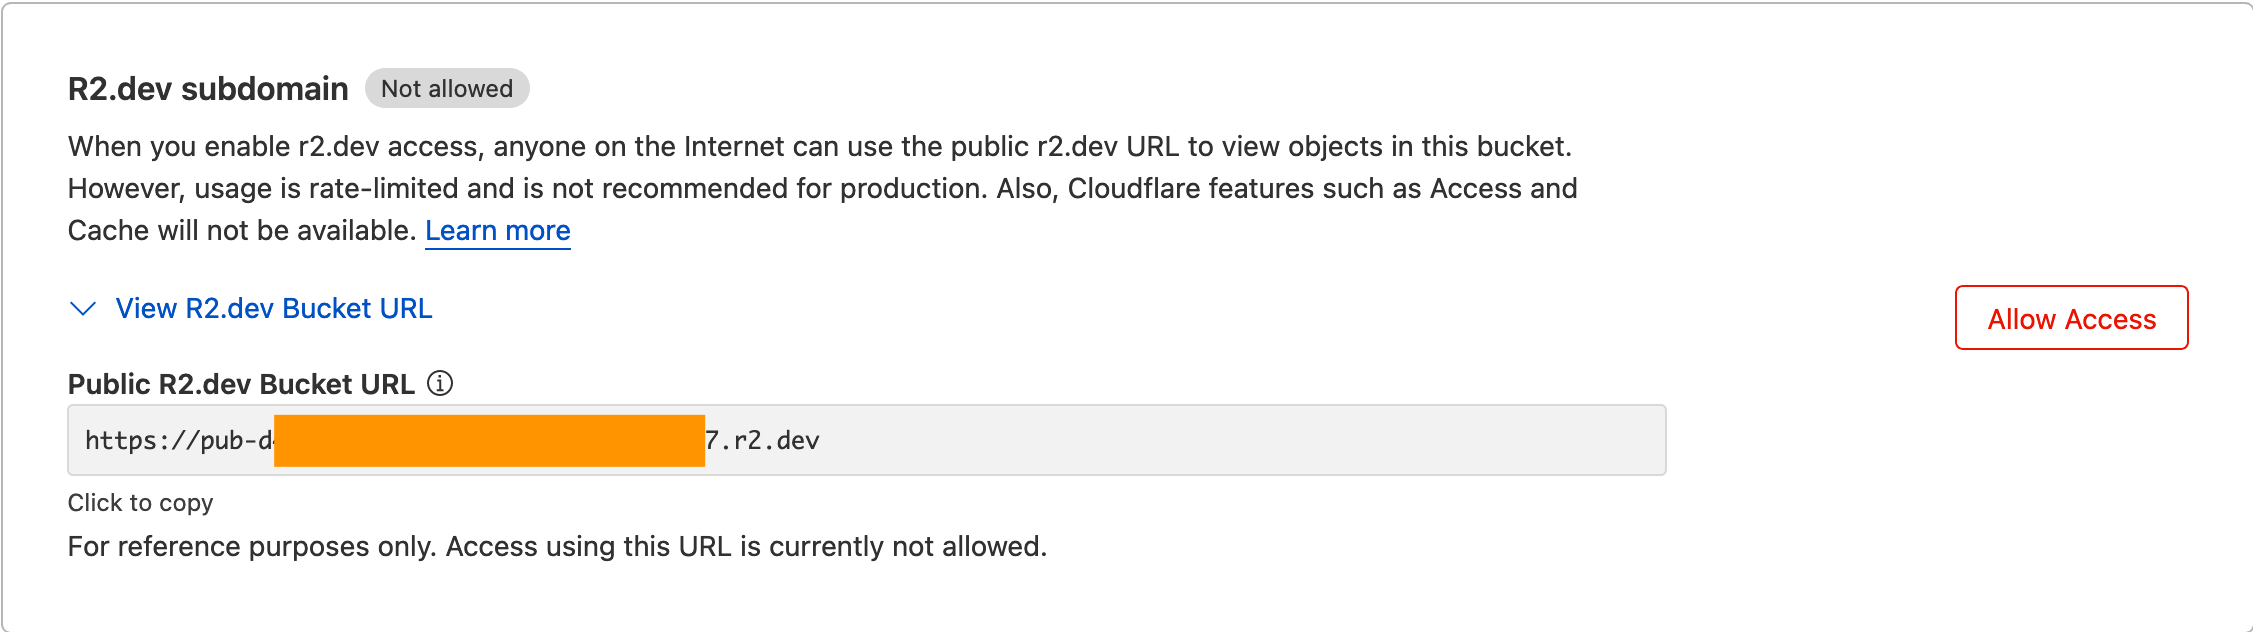 R2.dev subdomain Not allowed
When you enable r2.dev access, anyone on the Internet can use the public r2.dev URL to view objects in this bucket.
However, usage is rate-limited and is not recommended for production. Also, Cloudflare features such as Access and
Cache will not be available. Learn more
View R2.dev Bucket URL
Allow Access
Public R2.dev Bucket URL
https://pub-d 7.r2.dev
Click to copy
For reference purposes only. Access using this URL is currently not allowed.